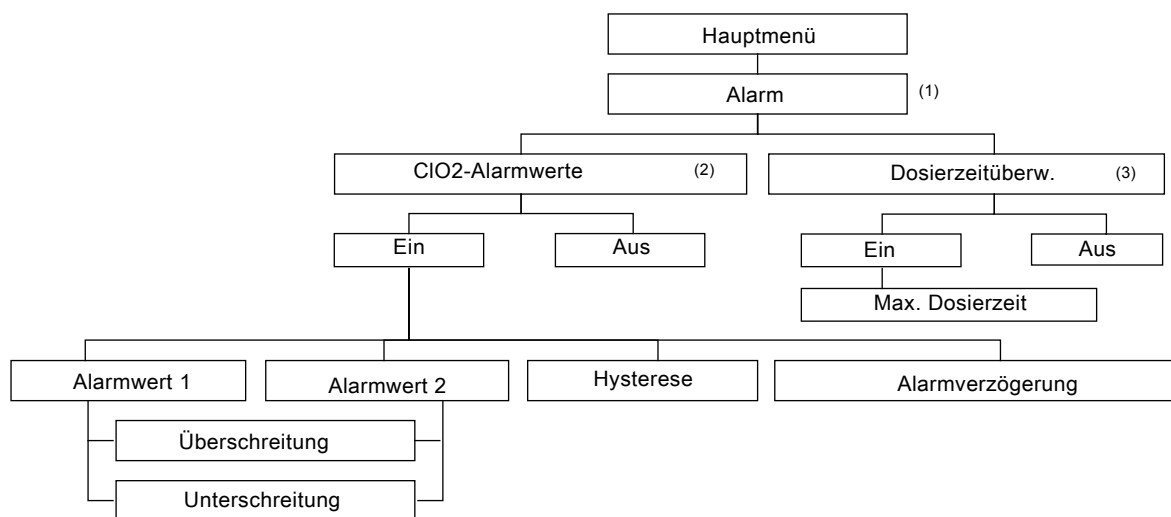 Hauptmenü
Alarm (1)
ClO2-Alarmwerte (2)
Dosierzeitüberw. (3)
Ein
Aus
Ein
Aus
Max. Dosierzeit
Alarmwert 1
Alarmwert 2
Hysterese
Alarmverzögerung
Überschreitung
Unterschreitung